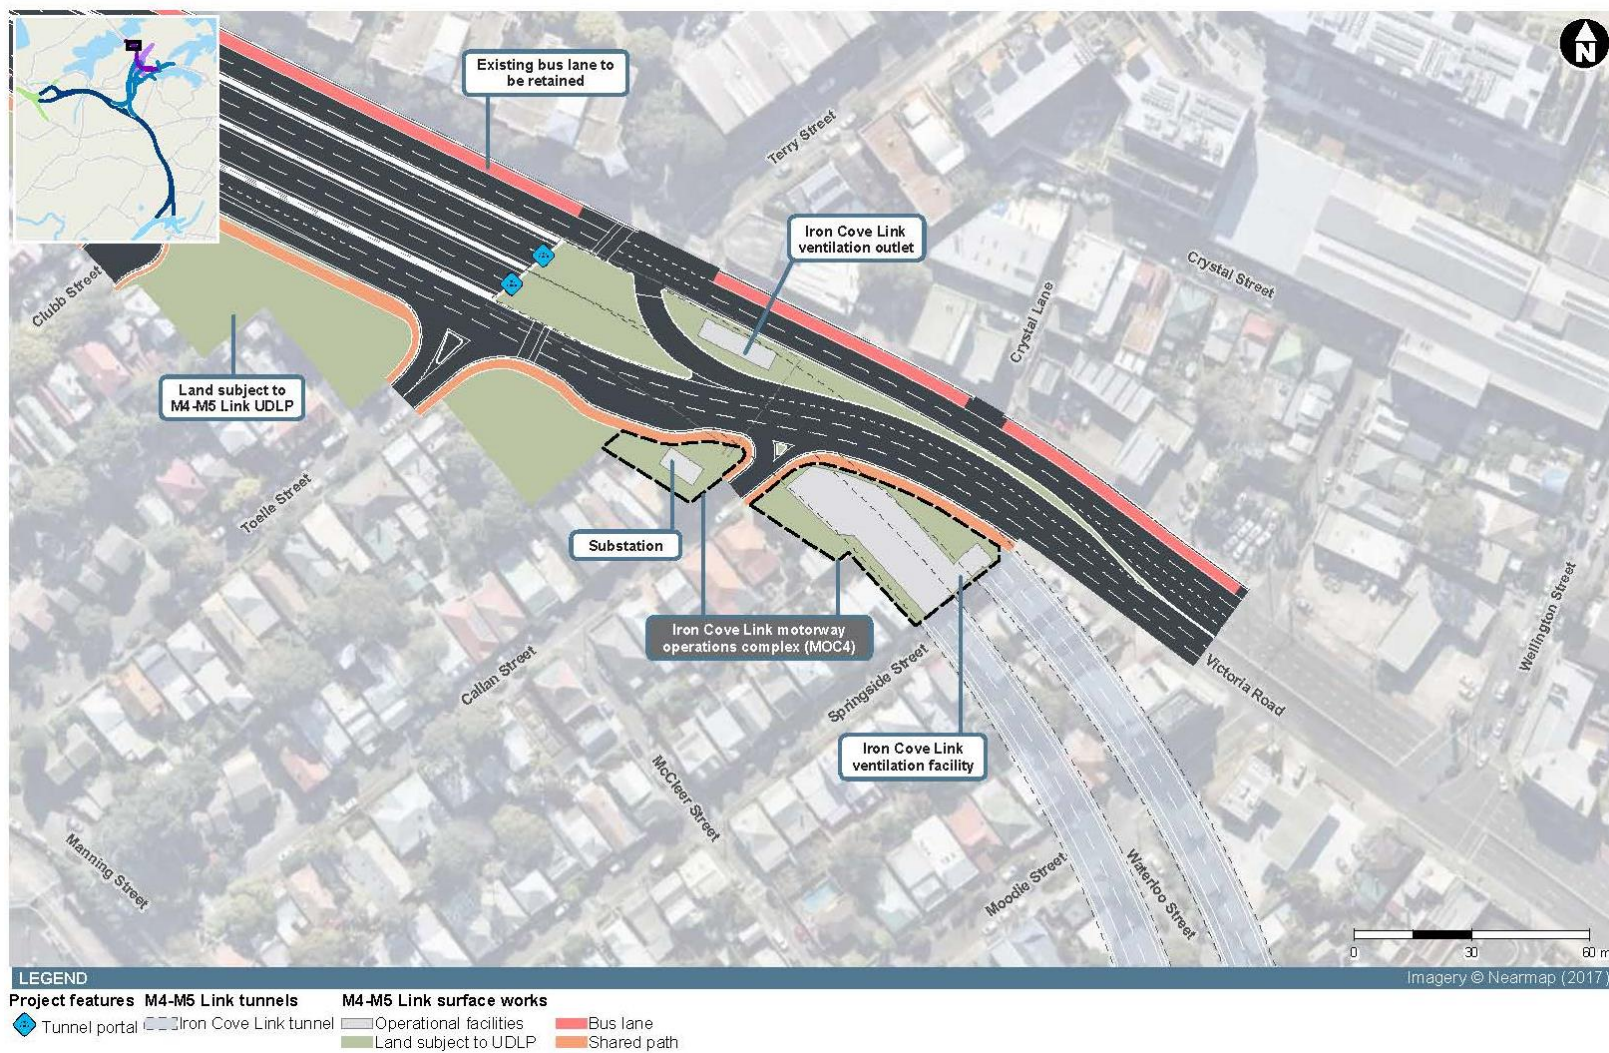 N
Existing bus lane to
be retained
Terry Street
Iron Cove Link
ventilation outlet
Crystal Street
Crystal Lane
Clubb Street
Land subject to
M4-M5 Link UDLP
Toelle Street
Substation
Iron Cove Link motorway
operations complex (MOC4)
Callan Street
Springside Street
Victoria Road
Wellington Street
Iron Cove Link
ventilation facility
McCleer Street
Manning Street
Moodie Street
Waterloo Street
0 30 60 m
LEGEND
Imagery © Nearmap (2017)
Project features M4-M5 Link tunnels M4-M5 Link surface works
Tunnel portal Iron Cove Link tunnel Operational facilities Bus lane
Land subject to UDLP Shared path